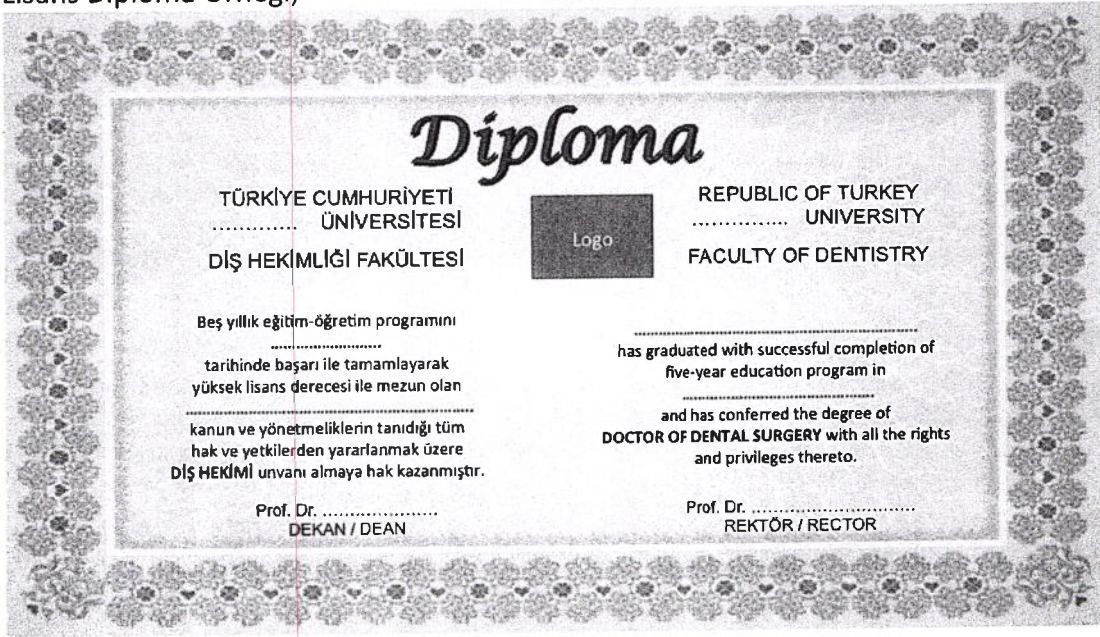 Lisans Diploma Örneği)
Diploma
TÜRKİYE CUMHURİYETİ
............. ÜNİVERSİTESİ
DİŞ HEKİMLİĞİ FAKÜLTESİ
Logo
REPUBLIC OF TURKEY
............... UNIVERSITY
FACULTY OF DENTISTRY
Beş yıllık eğitim-öğretim programını
..........................
tarihinde başarı ile tamamlayarak
yüksek lisans derecesi ile mezun olan
..................................................................
kanun ve yönetmeliklerin tanıdığı tüm
hak ve yetkilerden yararlanmak üzere
DİŞ HEKİMİ unvanı almaya hak kazanmıştır.
Prof. Dr. .....................
DEKAN / DEAN
..................................................................
has graduated with successful completion of
five-year education program in
.............................................
and has conferred the degree of
DOCTOR OF DENTAL SURGERY with all the rights
and privileges thereto.
Prof. Dr. ..............................
REKTÖR / RECTOR